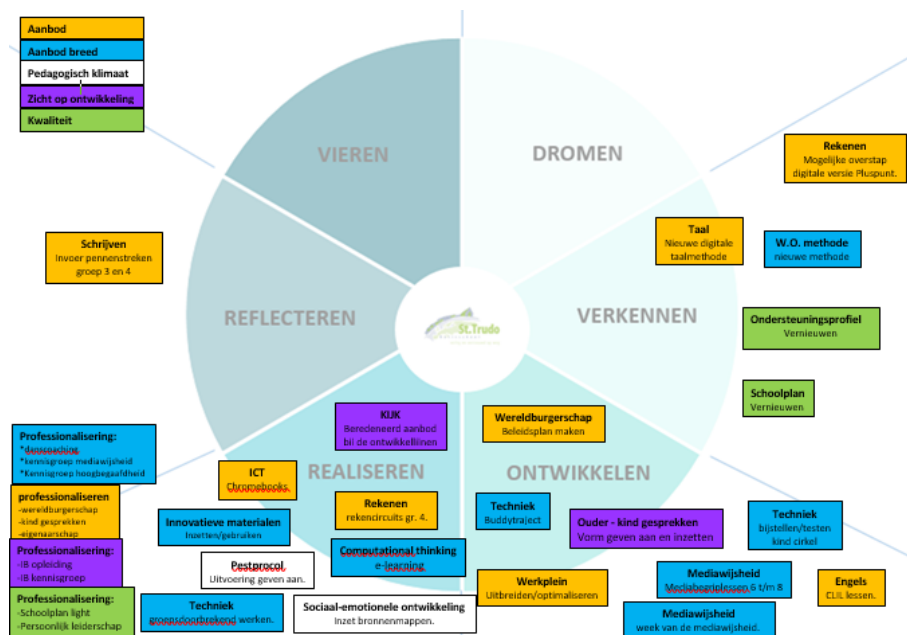 Aanbod
Aanbod breed
Pedagogisch klimaat
Zicht op ontwikkeling
Kwaliteit
VIEREN
DROMEN
Rekenen
Mogelijke overstap
digitale versie Pluspunt.
Schrijven
Invoer pennenstreken
groep 3 en 4
Taal
Nieuwe digitale
taalmethode
W.O. methode
nieuwe methode
REFLECTEREN
St.Trudo
VERKENNEN
Ondersteuningsprofiel
Vernieuwen
Schoolplan
Vernieuwen
KIJK
Beredeneerd aanbod
bij de ontwikkellijnen
Wereldburgerschap
Beleidsplan maken
Professionalisering:
*danscoaching
*kennisgroep mediawijsheid
*Kennisgroep hoogbegaafdheid
ICT
Chromebooks
REALISEREN
ONTWIKKELEN
professionaliseren
-wereldburgerschap
-kind gesprekken
-eigenaarschap
Innovatieve materialen
Inzetten/gebruiken
Rekenen
rekencircuits gr. 4.
Techniek
Buddytraject
Ouder - kind gesprekken
Vorm geven aan en inzetten
Techniek
bijstellen/testen
kind cirkel
Professionalisering:
-IB opleiding
-IB kennisgroep
Pestprocol
Uitvoering geven aan.
Computational thinking
e-learning
Werkplein
Uitbreiden/optimaliseren
Mediawijsheid
Mediabegriplessen 6 t/m 8
Engels
CLIL lessen.
Professionalisering:
-Schoolplan light
-Persoonlijk leiderschap
Techniek
groepsdoorbrekend werken.
Sociaal-emotionele ontwikkeling
Inzet bronnenmappen.
Mediawijsheid
week van de mediawijsheid.